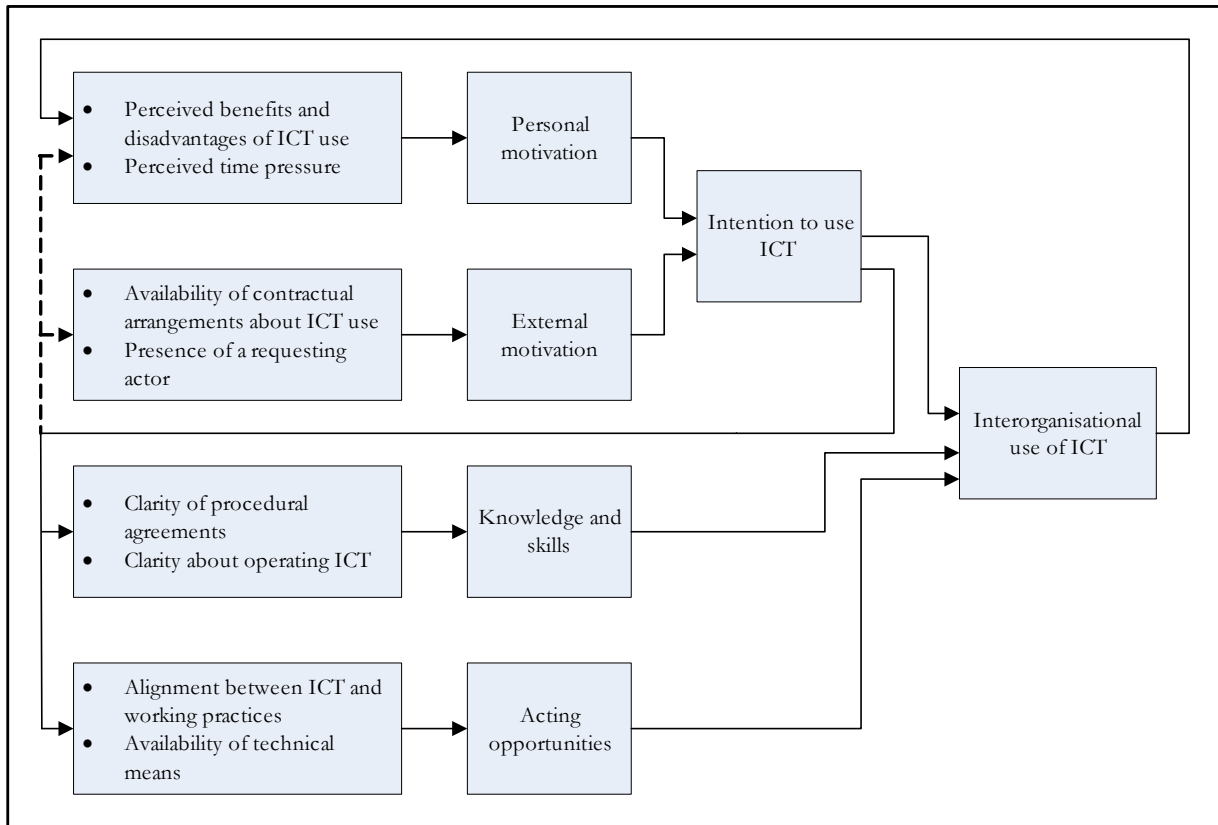 • Perceived benefits and
disadvantages of ICT use
• Perceived time pressure
Personal
motivation
Intention to use
ICT
• Availability of contractual
arrangements about ICT use
• Presence of a requesting
actor
External
motivation
Interorganisational
use of ICT
• Clarity of procedural
agreements
• Clarity about operating ICT
Knowledge and
skills
• Alignment between ICT and
working practices
• Availability of technical
means
Acting
opportunities